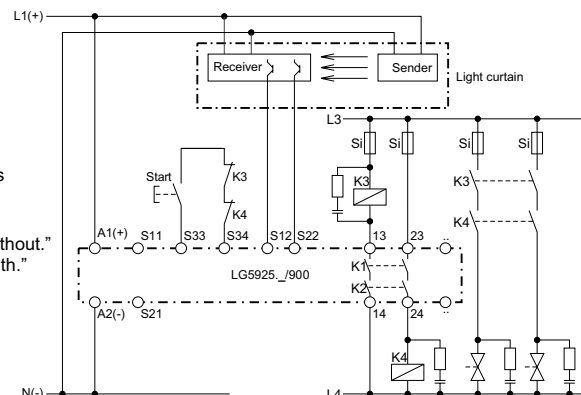 L1(+)
Receiver
Sender
Light curtain
L3
s
Si
Si
Si
Si
Start
K3
K3
K3
K4
K4
without."
th."
A1(+)
S11
S33
S34
S12
S22
13
23
..
K1
LG5925._/900
K2
A2(-)
S21
14
24
..
K4
N(-)
L4